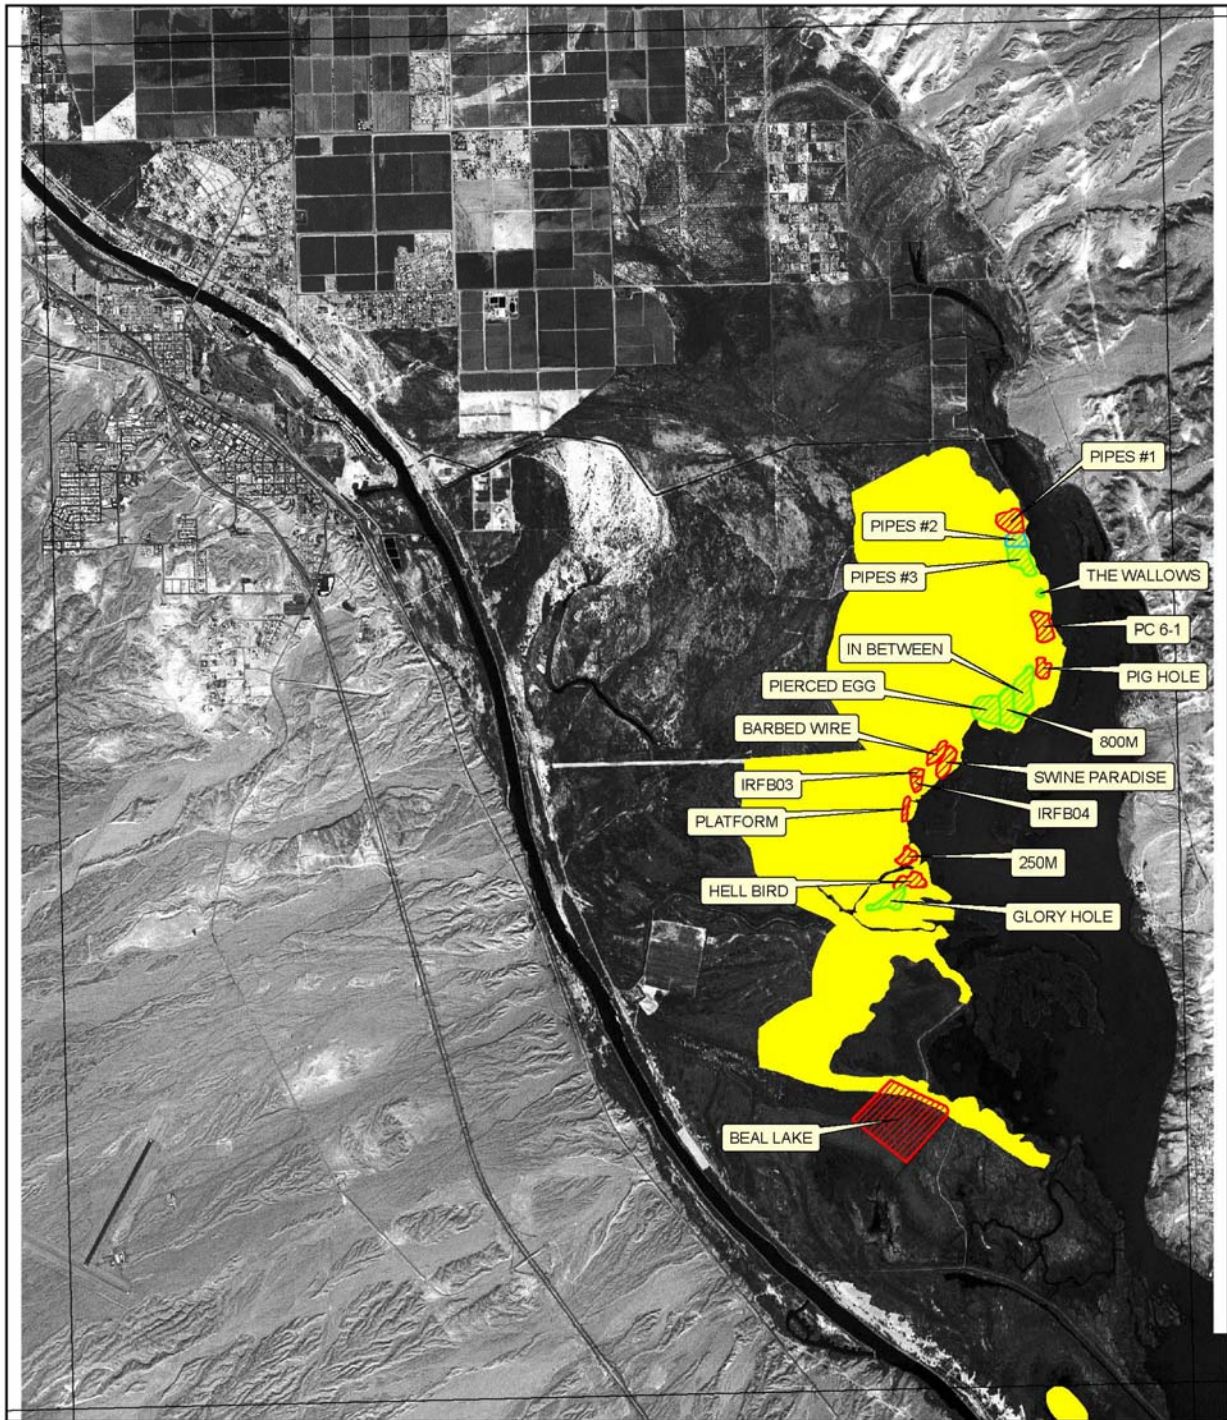 PIPES #1
PIPES #2
PIPES #3
THE WALLOWS
PC 6-1
IN BETWEEN
PIG HOLE
PIERCED EGG
BARBED WIRE
800M
SWINE PARADISE
IRFB03
IRFB04
PLATFORM
250M
HELL BIRD
GLORY HOLE
BEAL LAKE